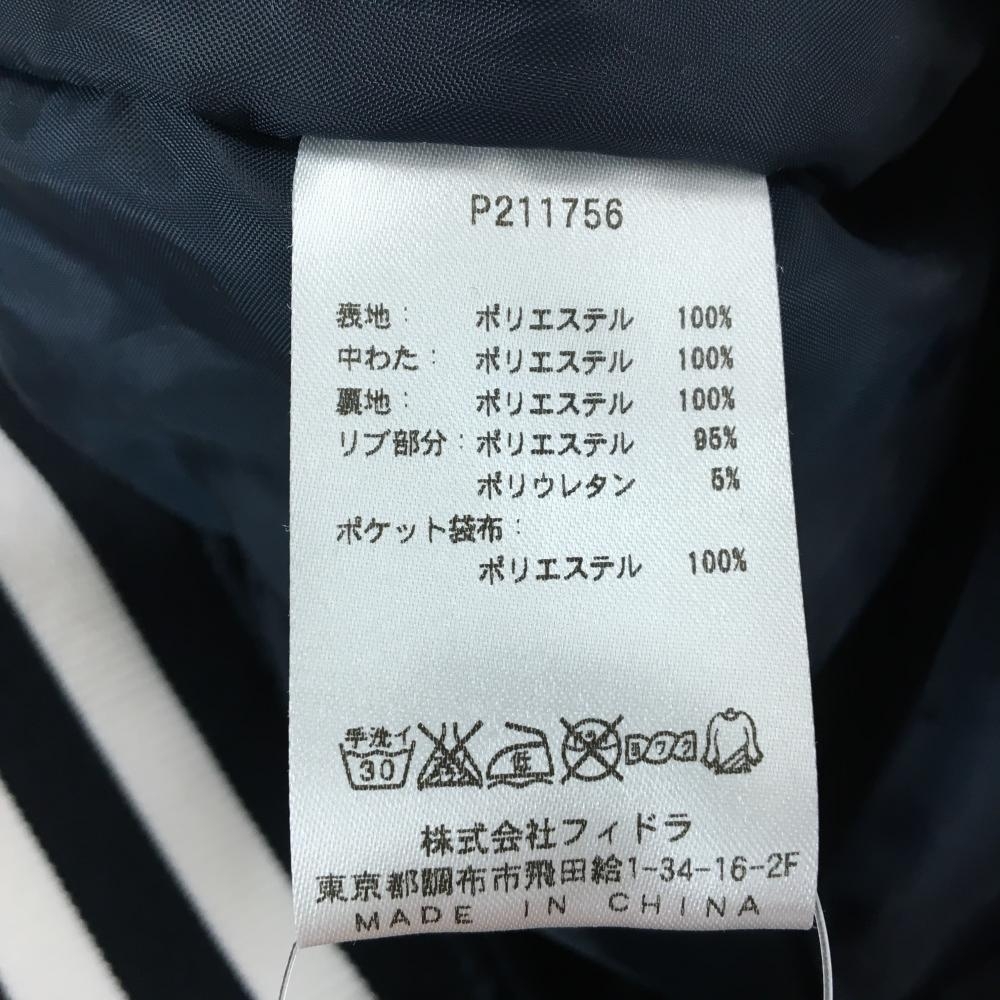 P211756
表地： ポリエステル 100%
中わた： ポリエステル 100%
裏地： ポリエステル 100%
リブ部分： ポリエステル 95%
ポリウレタン 5%
ポケット袋布：
ポリエステル 100%
手洗イ
30
低
株式会社フィドラ
東京都調布市飛田給1-34-16-2F
MADE IN CHINA